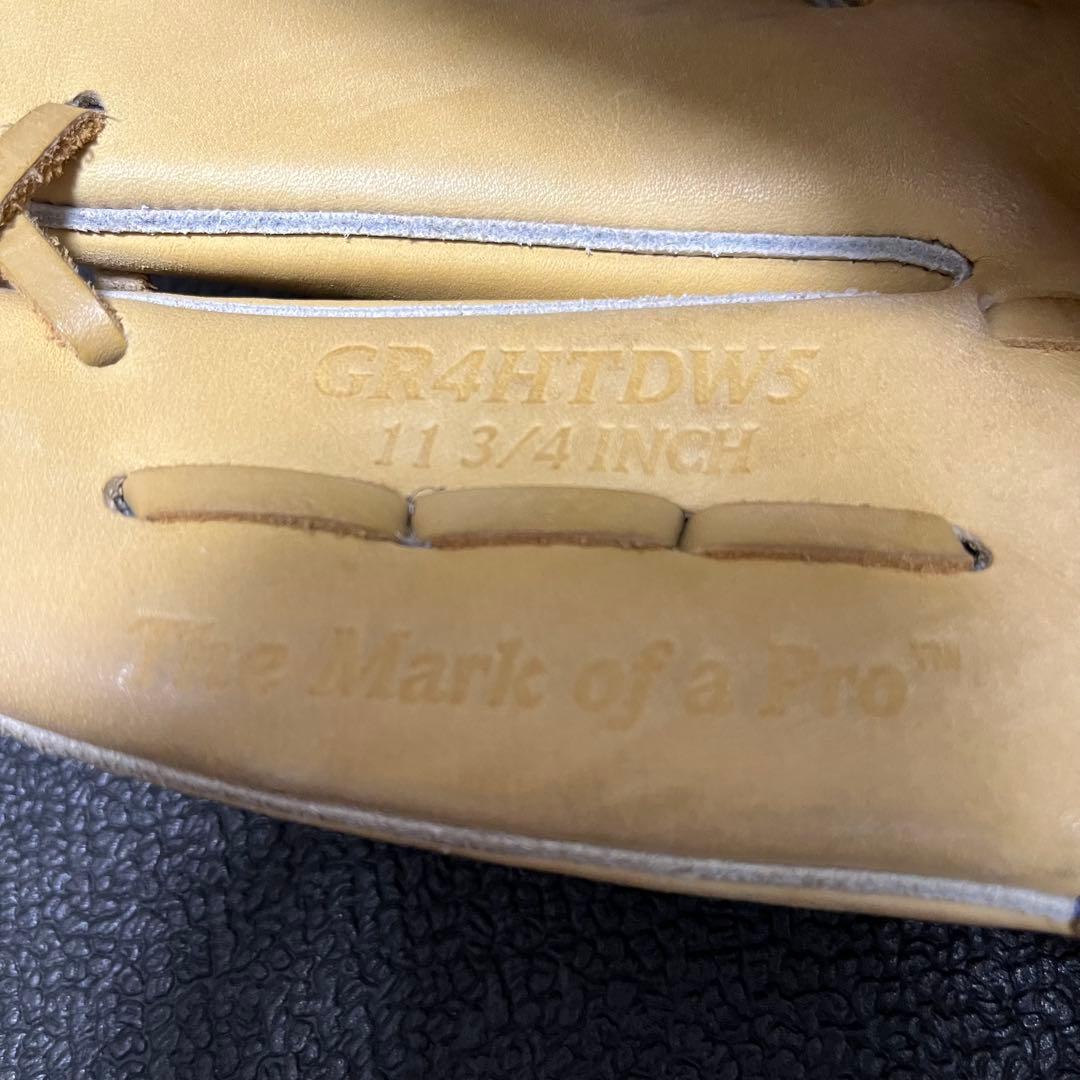 GR4HTDW5
11 3/4 INCH
The Mark of a Pro™